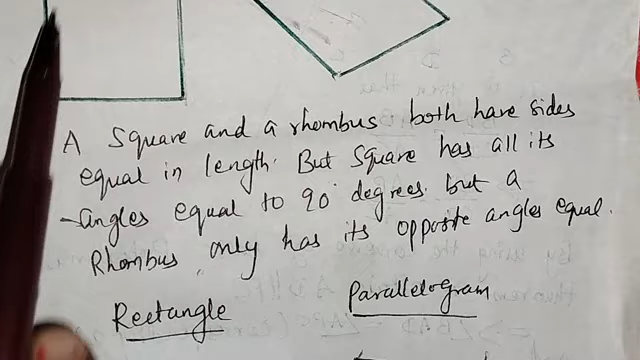 A Square and a rhombus both have sides
equal in length. But Square has all its
angles equal to 90° degrees. but a
Rhombus only has its opposite angles equal.
Rectangle
Parallelogram